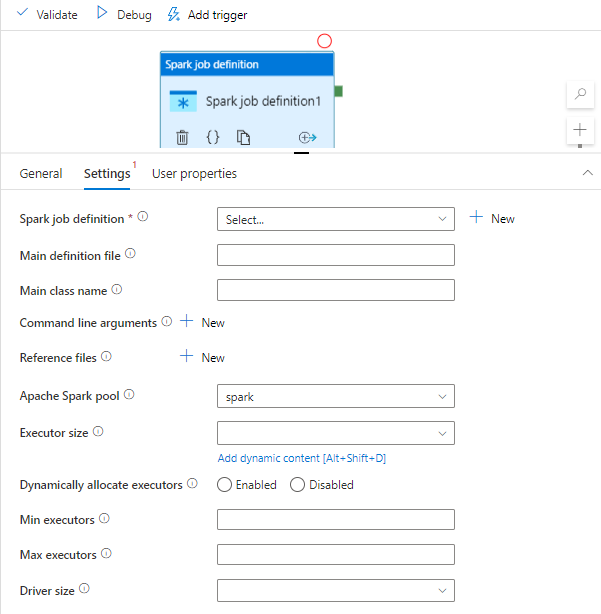 Validate Debug Add trigger
Spark job definition
Spark job definition1
{}
General Settings 1 User properties
Spark job definition * Select... New
Main definition file
Main class name
Command line arguments New
Reference files New
Apache Spark pool spark
Executor size
Add dynamic content [Alt+Shift+D]
Dynamically allocate executors Enabled Disabled
Min executors
Max executors
Driver size